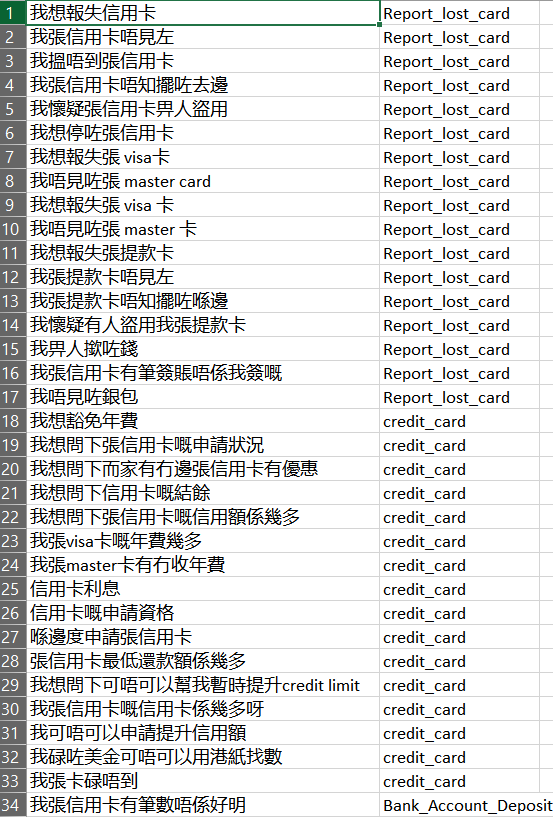 1 我想報失信用卡 Report_lost_card
2 我張信用卡唔見左 Report_lost_card
3 我搵唔到張信用卡 Report_lost_card
4 我張信用卡唔知擺咗去邊 Report_lost_card
5 我懷疑張信用卡畀人盜用 Report_lost_card
6 我想停咗張信用卡 Report_lost_card
7 我想報失張 visa卡 Report_lost_card
8 我唔見咗張 master card Report_lost_card
9 我想報失張 visa 卡 Report_lost_card
10 我唔見咗張 master 卡 Report_lost_card
11 我想報失張提款卡 Report_lost_card
12 我張提款卡唔見左 Report_lost_card
13 我張提款卡唔知擺咗喺邊 Report_lost_card
14 我懷疑有人盜用我張提款卡 Report_lost_card
15 我畀人撳咗錢 Report_lost_card
16 我張信用卡有筆簽賬唔係我簽嘅 Report_lost_card
17 我唔見咗銀包 Report_lost_card
18 我想豁免年費 credit_card
19 我想問下張信用卡嘅申請狀況 credit_card
20 我想問下而家有冇邊張信用卡有優惠 credit_card
21 我想問下信用卡嘅結餘 credit_card
22 我想問下張信用卡嘅信用額係幾多 credit_card
23 我張visa卡嘅年費幾多 credit_card
24 我張master卡有冇收年費 credit_card
25 信用卡利息 credit_card
26 信用卡嘅申請資格 credit_card
27 喺邊度申請張信用卡 credit_card
28 張信用卡最低還款額係幾多 credit_card
29 我想問下可唔可以幫我暫時提升credit limit credit_card
30 我張信用卡嘅信用卡係幾多呀 credit_card
31 我可唔可以申請提升信用額 credit_card
32 我碌咗美金可唔可以用港紙找數 credit_card
33 我張卡碌唔到 credit_card
34 我張信用卡有筆數唔係好明 Bank_Account_Deposit